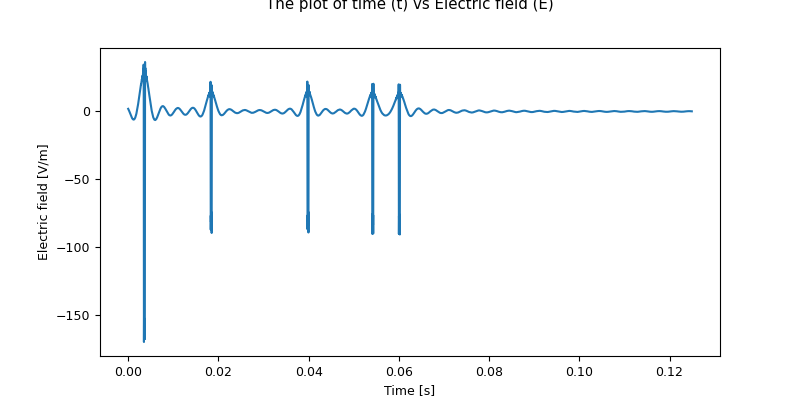 The plot of time (t) vs Electric field (E)
0
−50
−100
−150
Electric field [V/m]
0.00 0.02 0.04 0.06 0.08 0.10 0.12
Time [s]